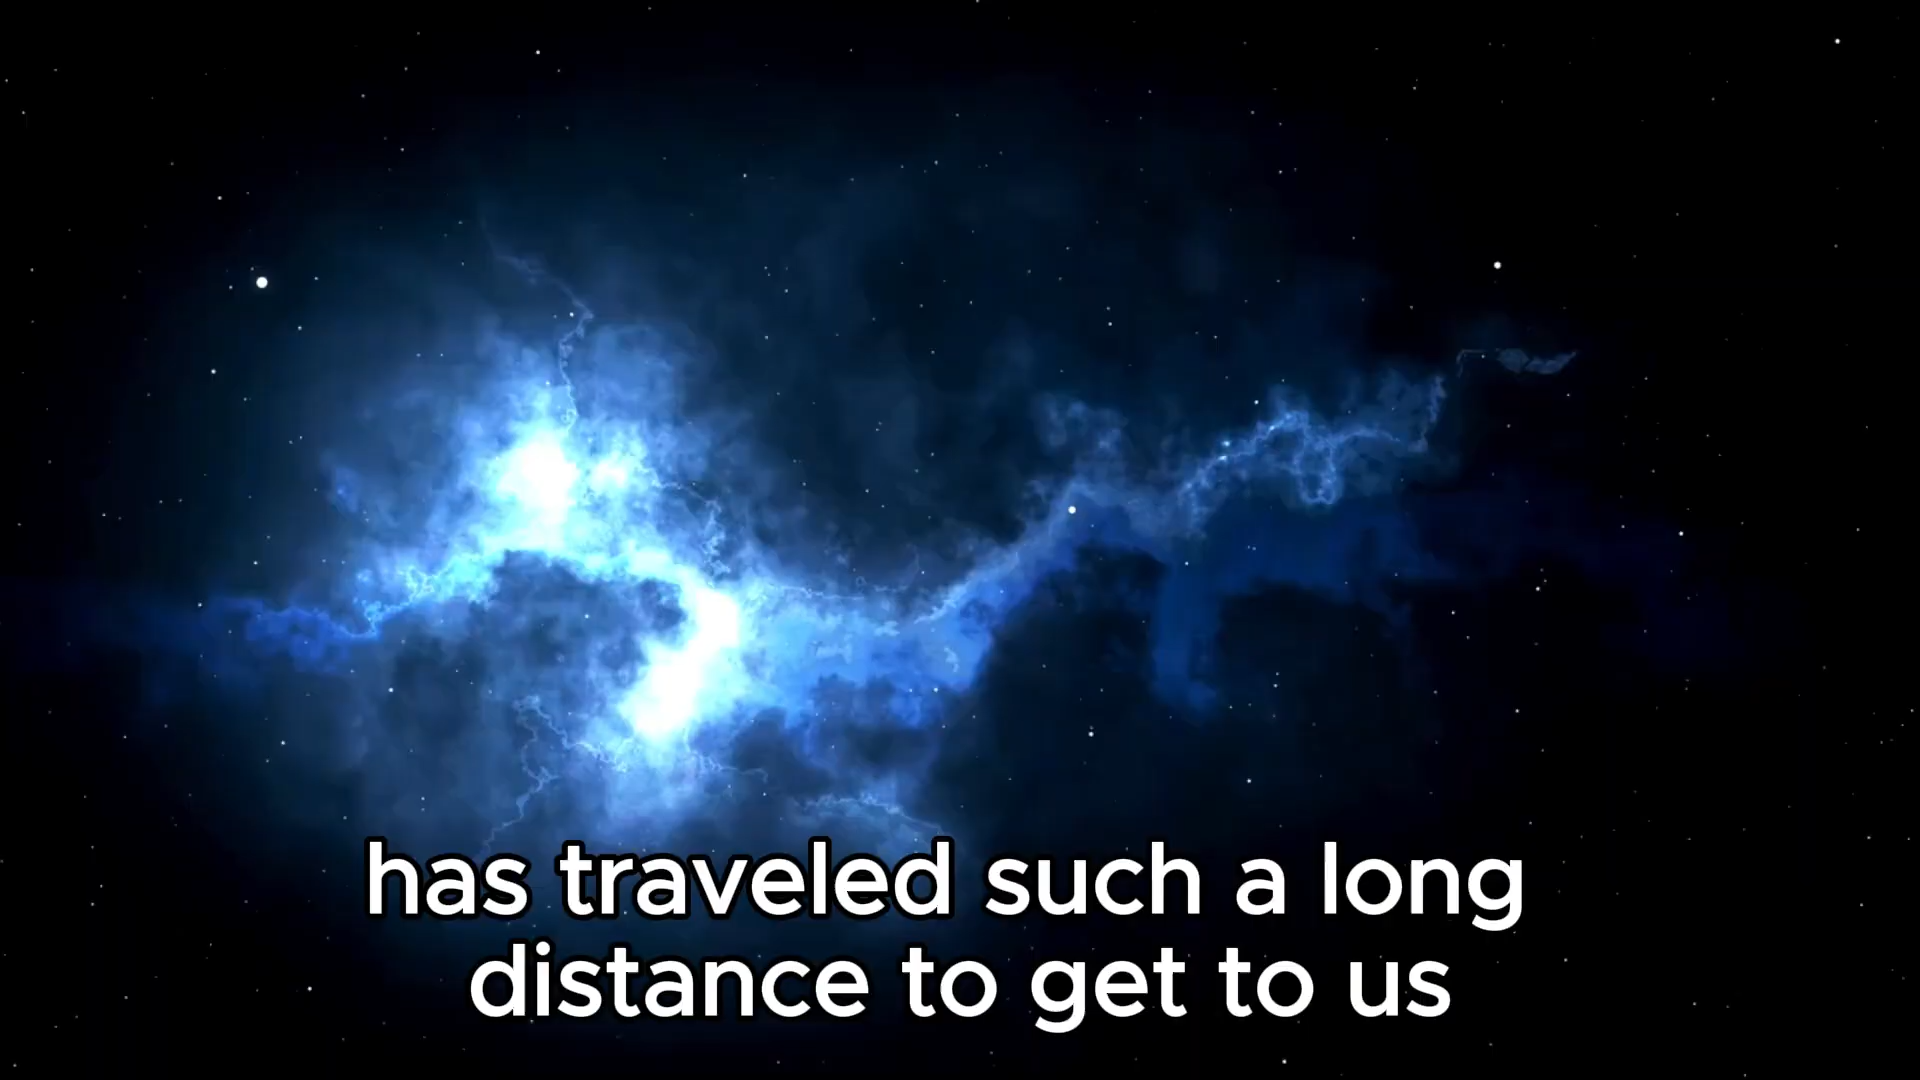 has traveled such a long
distance to get to us